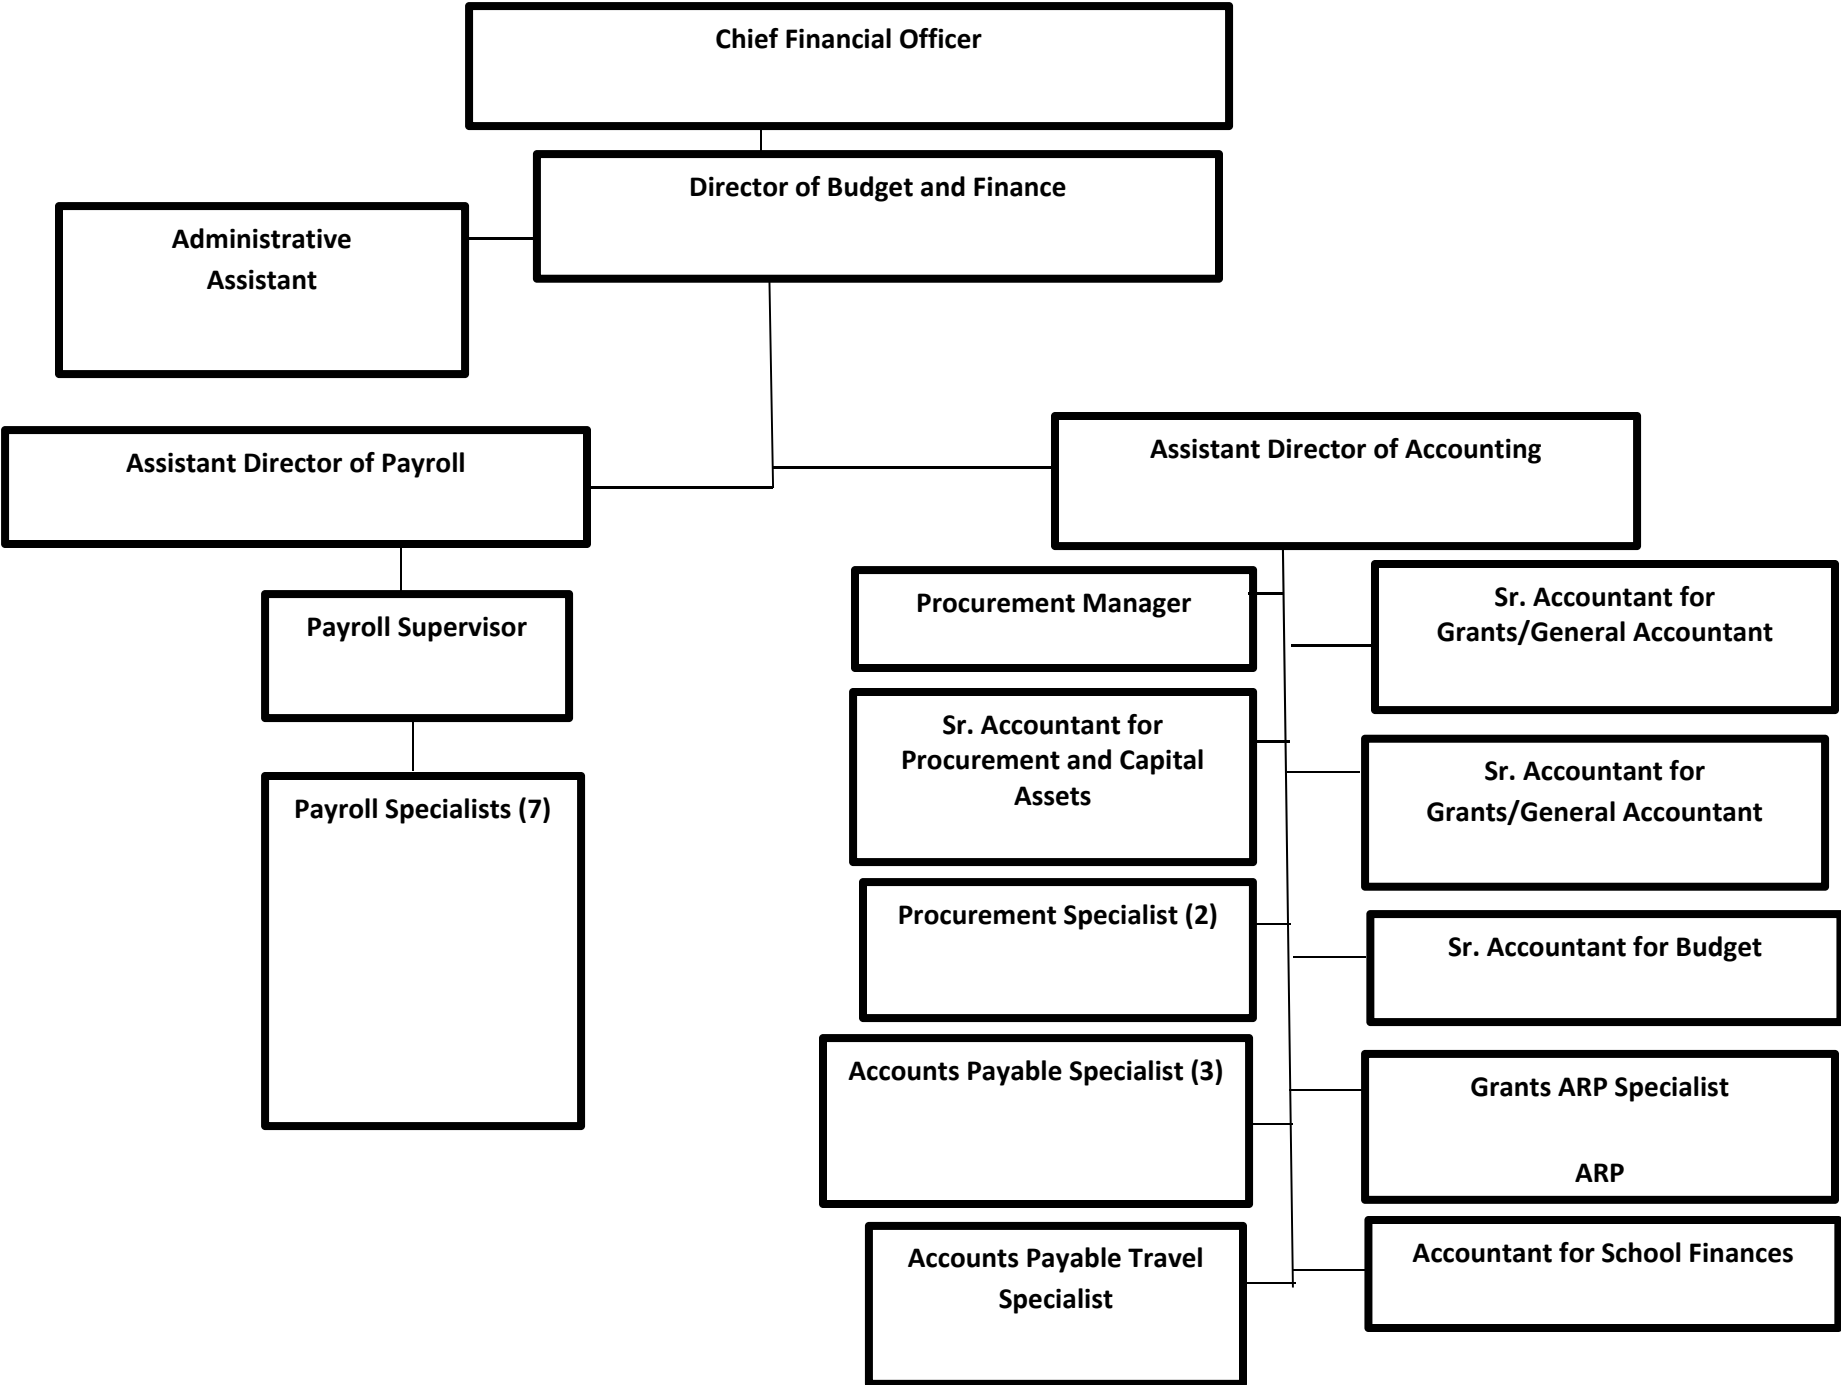 Chief Financial Officer
Director of Budget and Finance
Administrative
Assistant
Assistant Director of Payroll
Assistant Director of Accounting
Payroll Supervisor
Payroll Specialists (7)
Procurement Manager
Sr. Accountant for
Procurement and Capital
Assets
Procurement Specialist (2)
Accounts Payable Specialist (3)
Accounts Payable Travel
Specialist
Sr. Accountant for
Grants/General Accountant
Sr. Accountant for
Grants/General Accountant
Sr. Accountant for Budget
Grants ARP Specialist
ARP
Accountant for School Finances